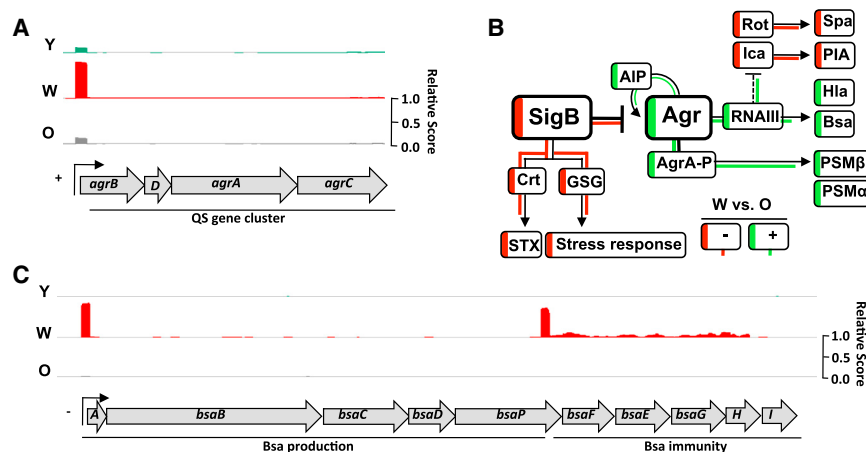 A
Y
W
O
Relative Score
1.0
0.5
0.0
+
agrB D agrA agrC
QS gene cluster
B
Rot Spa
Ica PIA
AIP
SigB Agr RNAIII
Hla
Bsa
AgrA-P PSMβ
PSMα
Crt GSG
STX Stress response
W vs. O
- +
C
Y
W
O
Relative Score
1.0
0.5
0.0
-
A bsaB bsaC bsaD bsaP bsaF bsaE bsaG H I
Bsa production Bsa immunity